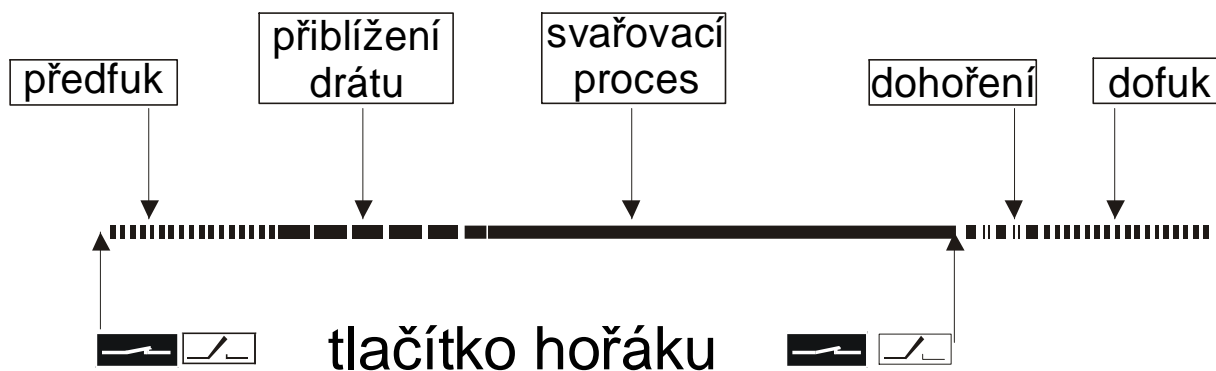 předfuk
přiblížení
drátu
svařovací
proces
dohoření
dofuk
tlačítko hořáku